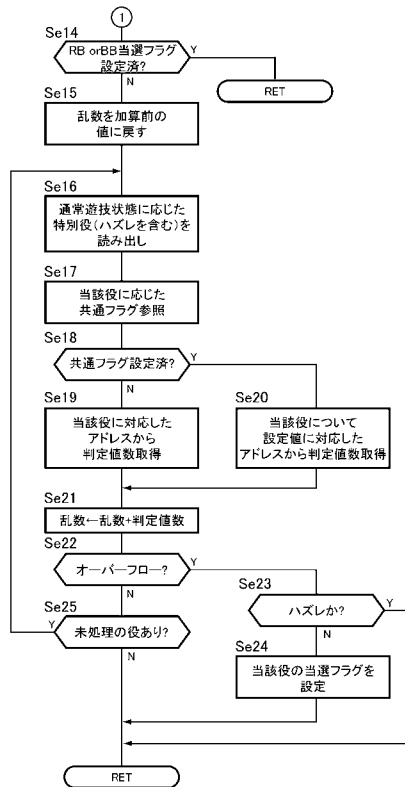 1
Se14
RB orBB当選フラグ
設定済?
Y
N
RET
Se15
乱数を加算前の
値に戻す
Se16
通常遊技状態に応じた
特別役(ハズレを含む)を
読み出し
Se17
当該役に応じた
共通フラグ参照
Se18
共通フラグ設定済?
Y
N
Se19
当該役に対応した
アドレスから
判定値数取得
Se20
当該役について
設定値に対応した
アドレスから判定値数取得
Se21
乱数←乱数+判定値数
Se22
オーバーフロー?
Y
N
Se23
ハズレか?
Y
N
Se24
当該役の当選フラグを
設定
Se25
未処理の役あり?
Y
N
RET